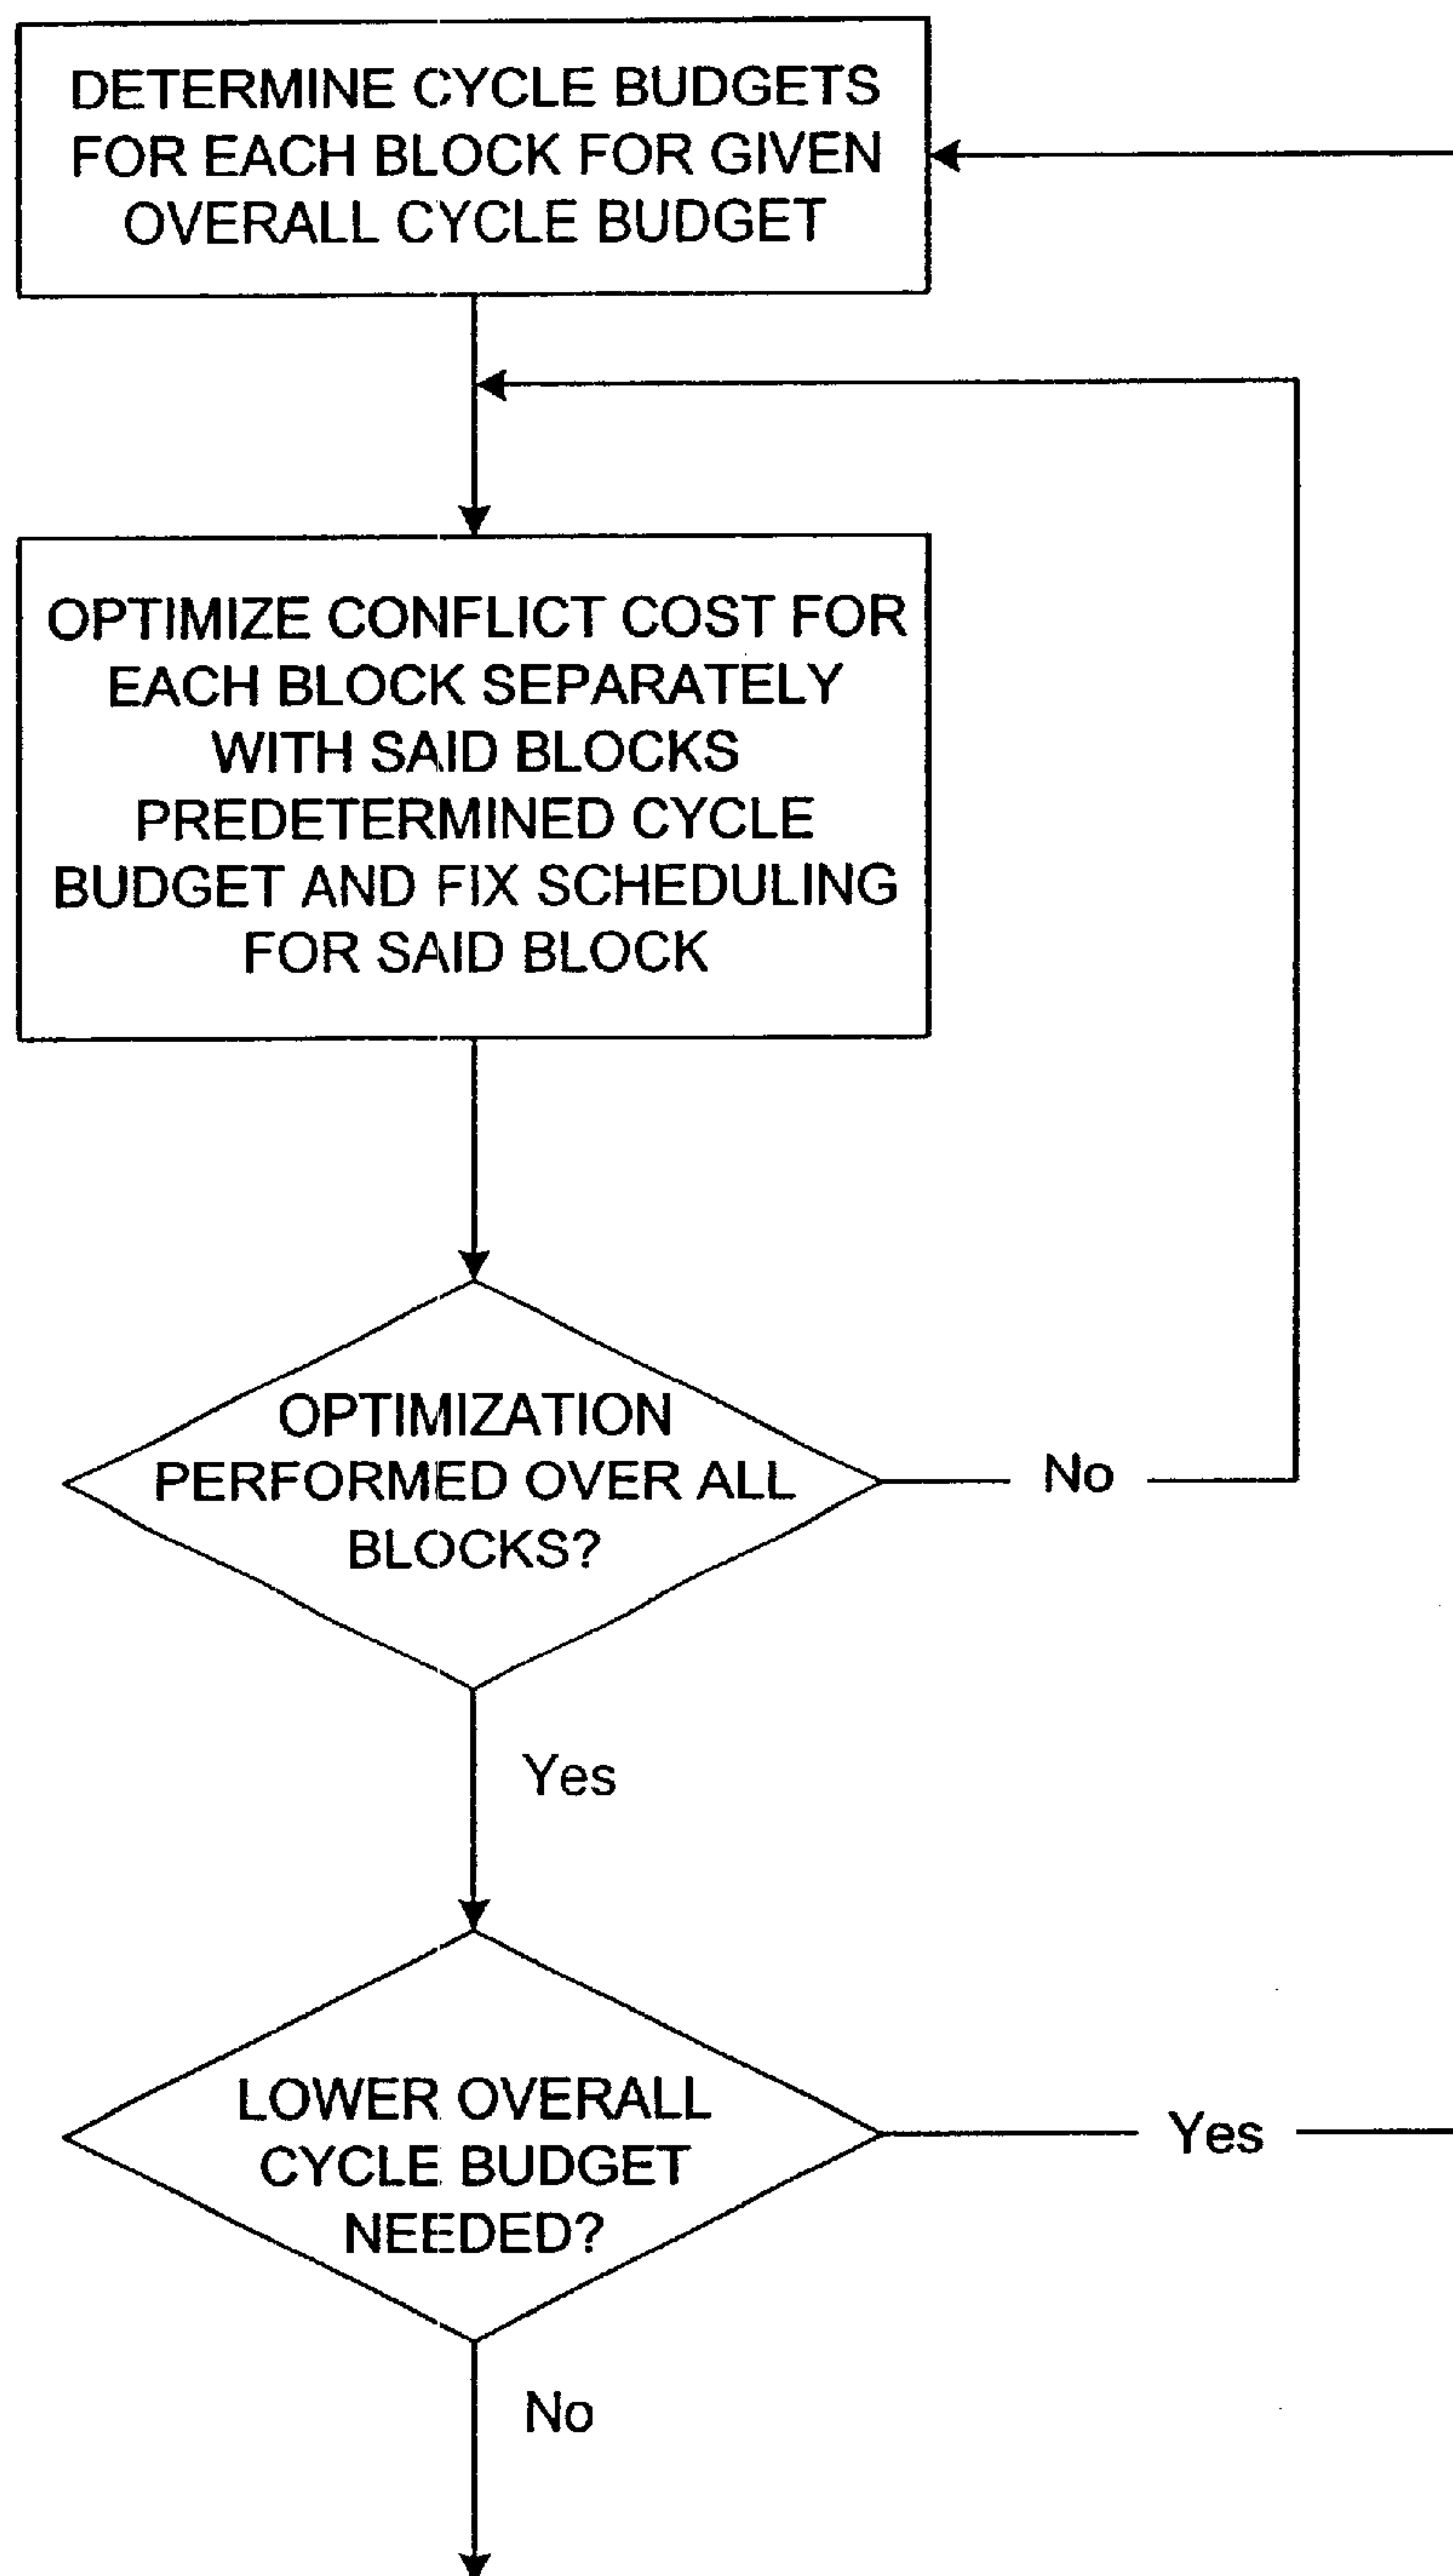 DETERMINE CYCLE BUDGETS
FOR EACH BLOCK FOR GIVEN
OVERALL CYCLE BUDGET
OPTIMIZE CONFLICT COST FOR
EACH BLOCK SEPARATELY
WITH SAID BLOCKS
PREDETERMINED CYCLE
BUDGET AND FIX SCHEDULING
FOR SAID BLOCK
OPTIMIZATION
PERFORMED OVER ALL
BLOCKS?
No
Yes
LOWER OVERALL
CYCLE BUDGET
NEEDED?
Yes
No